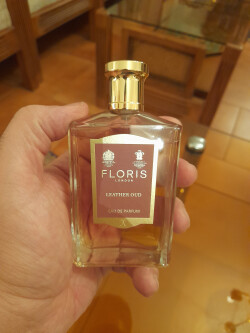 FLORIS
LONDON
LEATHER OUD
EAU DE PARFUM